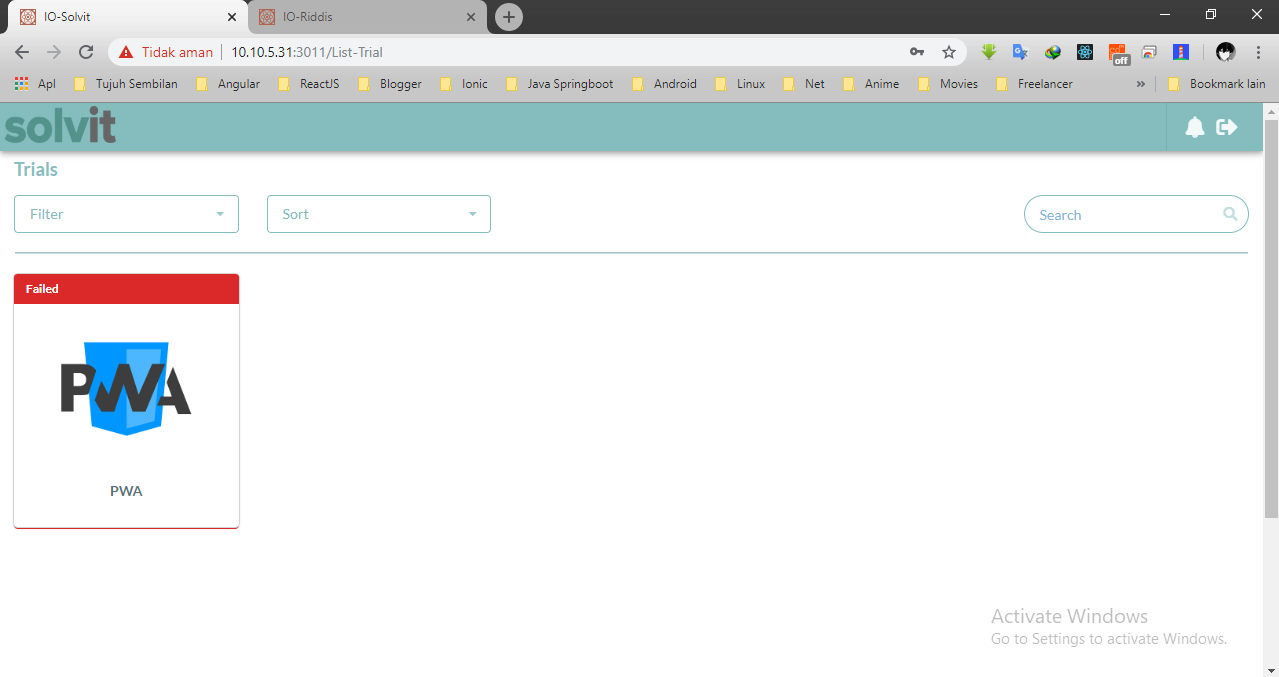 IO-Solvit
IO-Riddis
Tidak aman
10.10.5.31:3011/List-Trial
off
Apl
Tujuh Sembilan
Angular
ReactJS
Blogger
Ionic
Java Springboot
Android
Linux
Net
Anime
Movies
Freelancer
»
Bookmark lain
solvit
Trials
Filter
Sort
Search
Failed
PWA
PWA
Activate Windows
Go to Settings to activate Windows.